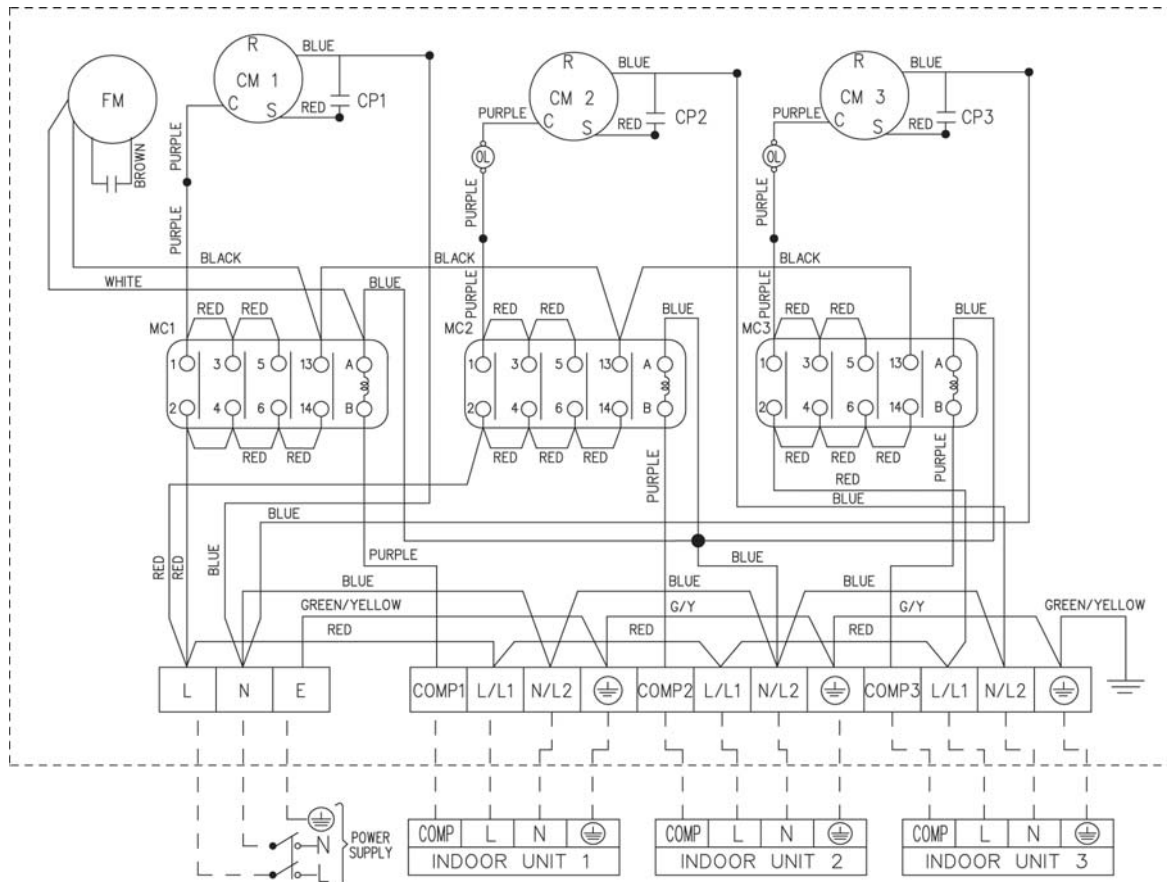 R BLUE
FM CM 1 CP1
C S RED
R BLUE
CM 2 CP2
PURPLE C S RED
R BLUE
CM 3 CP3
PURPLE C S RED
BROWN
PURPLE
PURPLE
OL
PURPLE
PURPLE
OL
PURPLE
PURPLE
BLACK BLACK BLACK
WHITE BLUE BLUE BLUE
MC1 RED RED
1 3 5 13 A
2 4 6 14 B
RED RED
MC2 RED RED
1 3 5 13 A
2 4 6 14 B
RED RED RED
MC3 RED RED
1 3 5 13 A
2 4 6 14 B
RED RED RED
PURPLE
PURPLE
RED
BLUE
BLUE
RED
RED
BLUE
PURPLE BLUE
BLUE BLUE BLUE
GREEN/YELLOW G/Y G/Y GREEN/YELLOW
RED RED RED
L N E
COMP1 L/L1 N/L2 COMP2 L/L1 N/L2 COMP3 L/L1 N/L2
N
L
POWER
SUPPLY
COMP L N
INDOOR UNIT 1
COMP L N
INDOOR UNIT 2
COMP L N
INDOOR UNIT 3